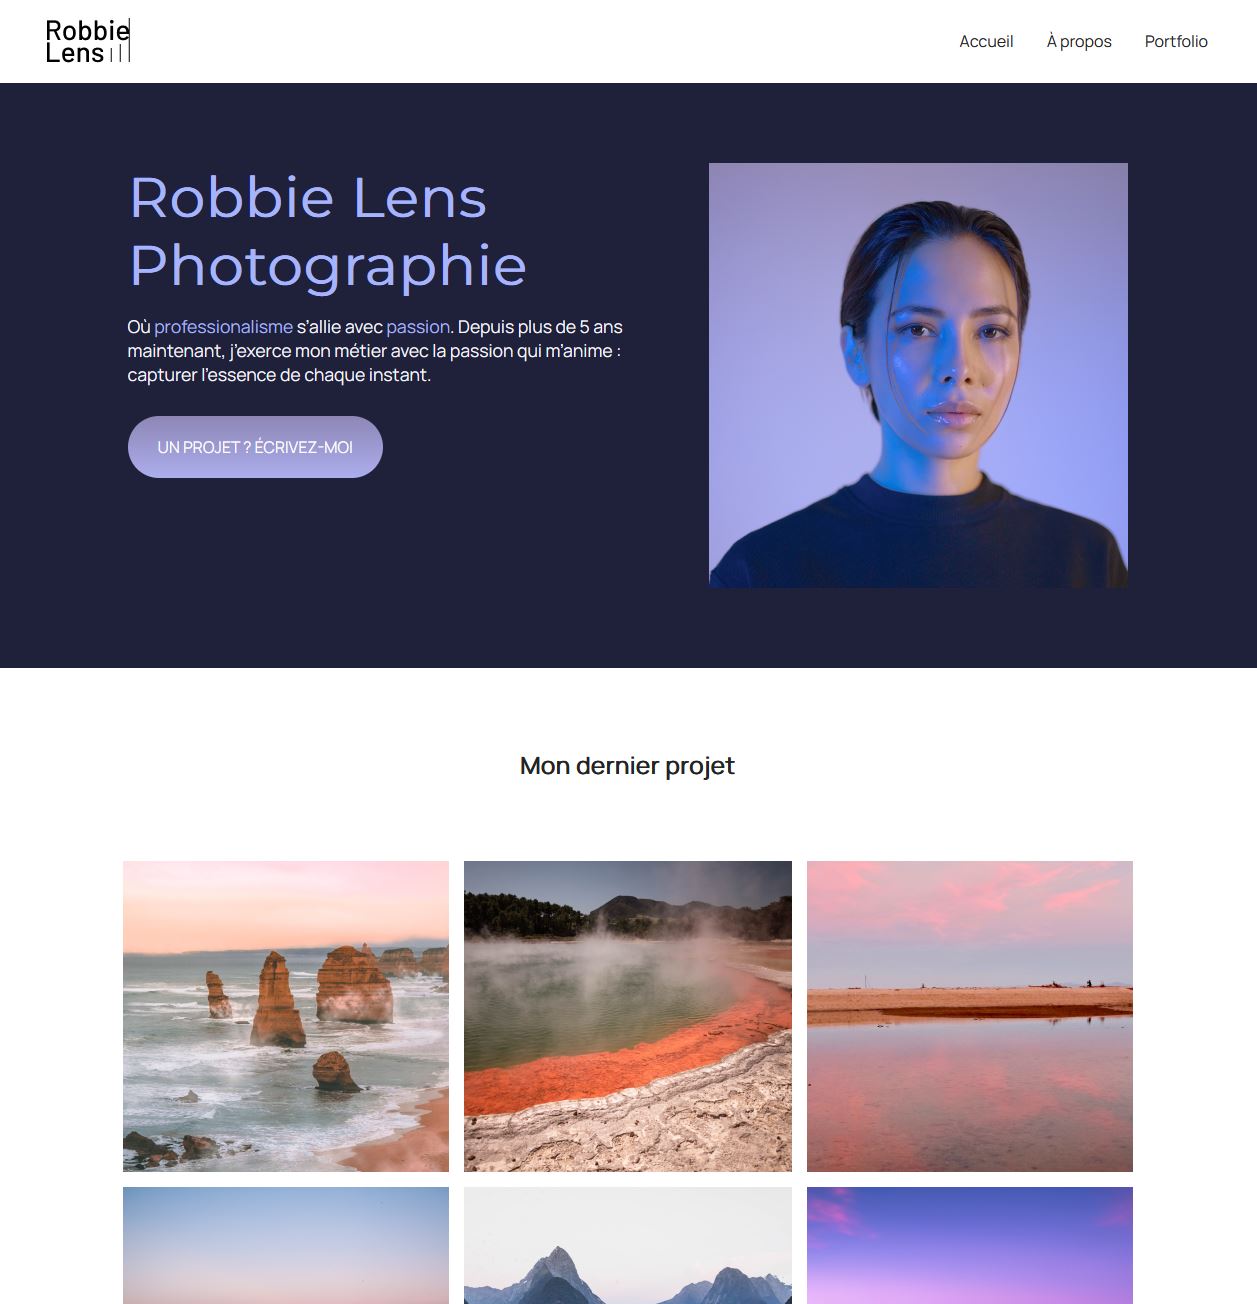 Robbie
Lens
Accueil
À propos
Portfolio
Robbie Lens
Photographie
Où professionalisme s’allie avec passion. Depuis plus de 5 ans
maintenant, j’exerce mon métier avec la passion qui m’anime :
capturer l’essence de chaque instant.
UN PROJET ? ÉCRIVEZ-MOI
Mon dernier projet